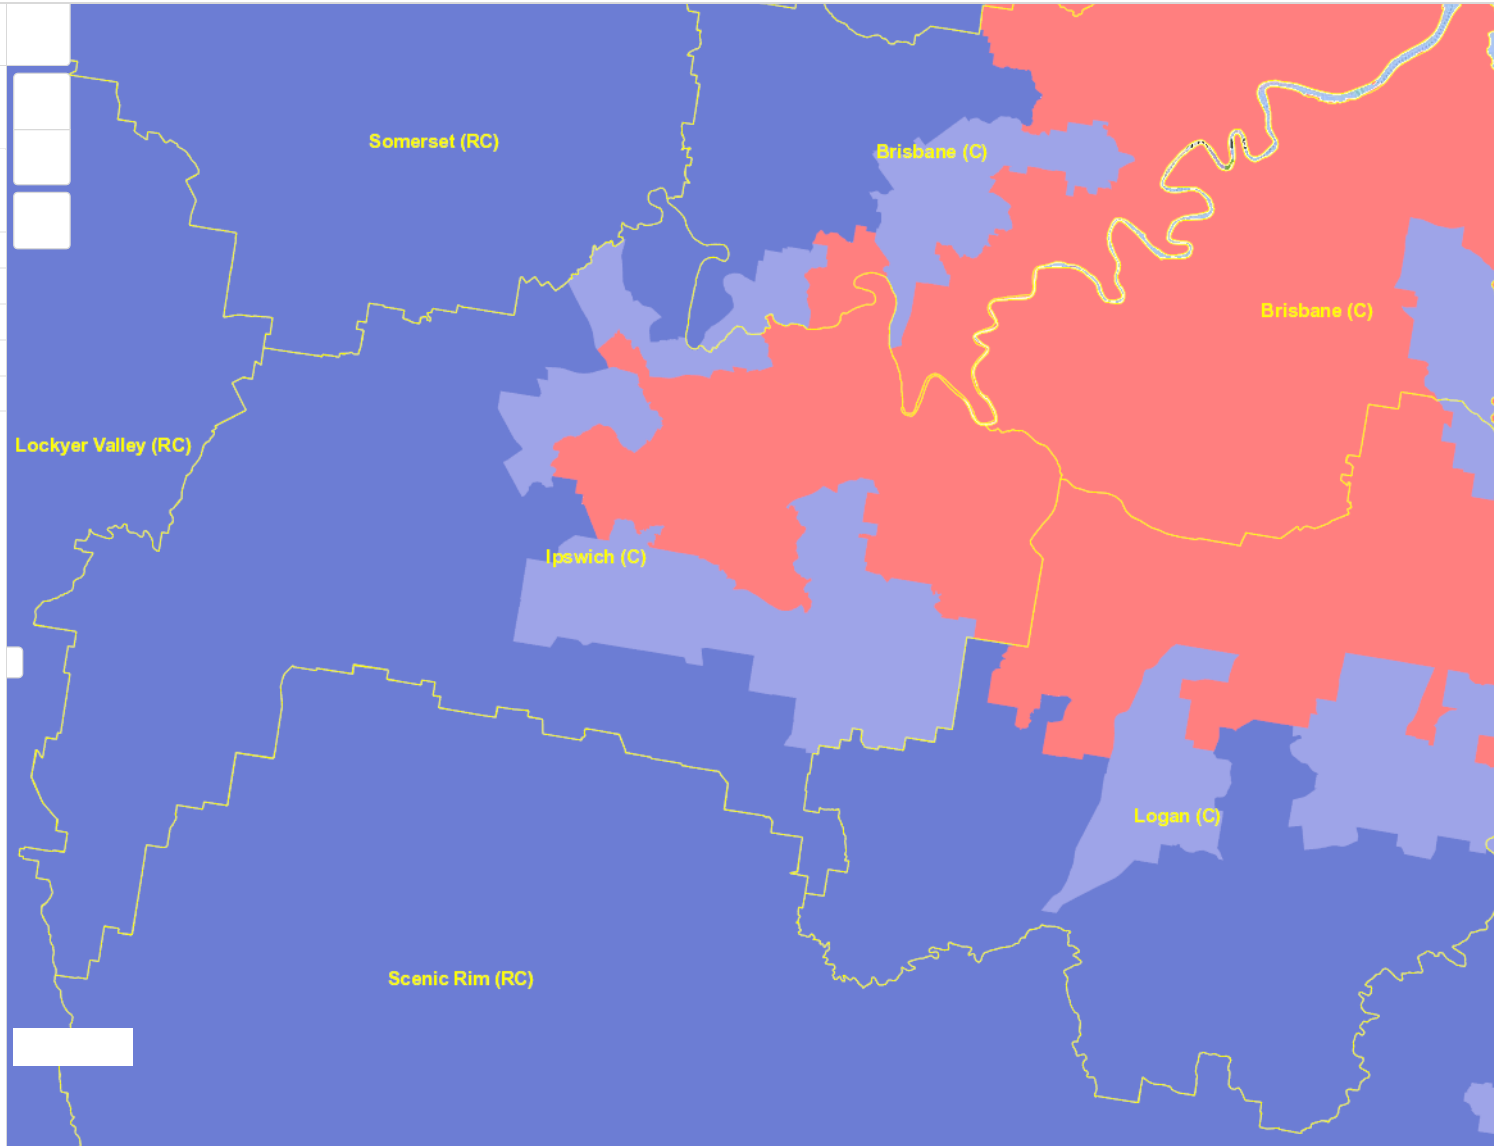 Somerset (RC)
Brisbane (C)
Brisbane (C)
Lockyer Valley (RC)
Ipswich (C)
Logan (C)
Scenic Rim (RC)